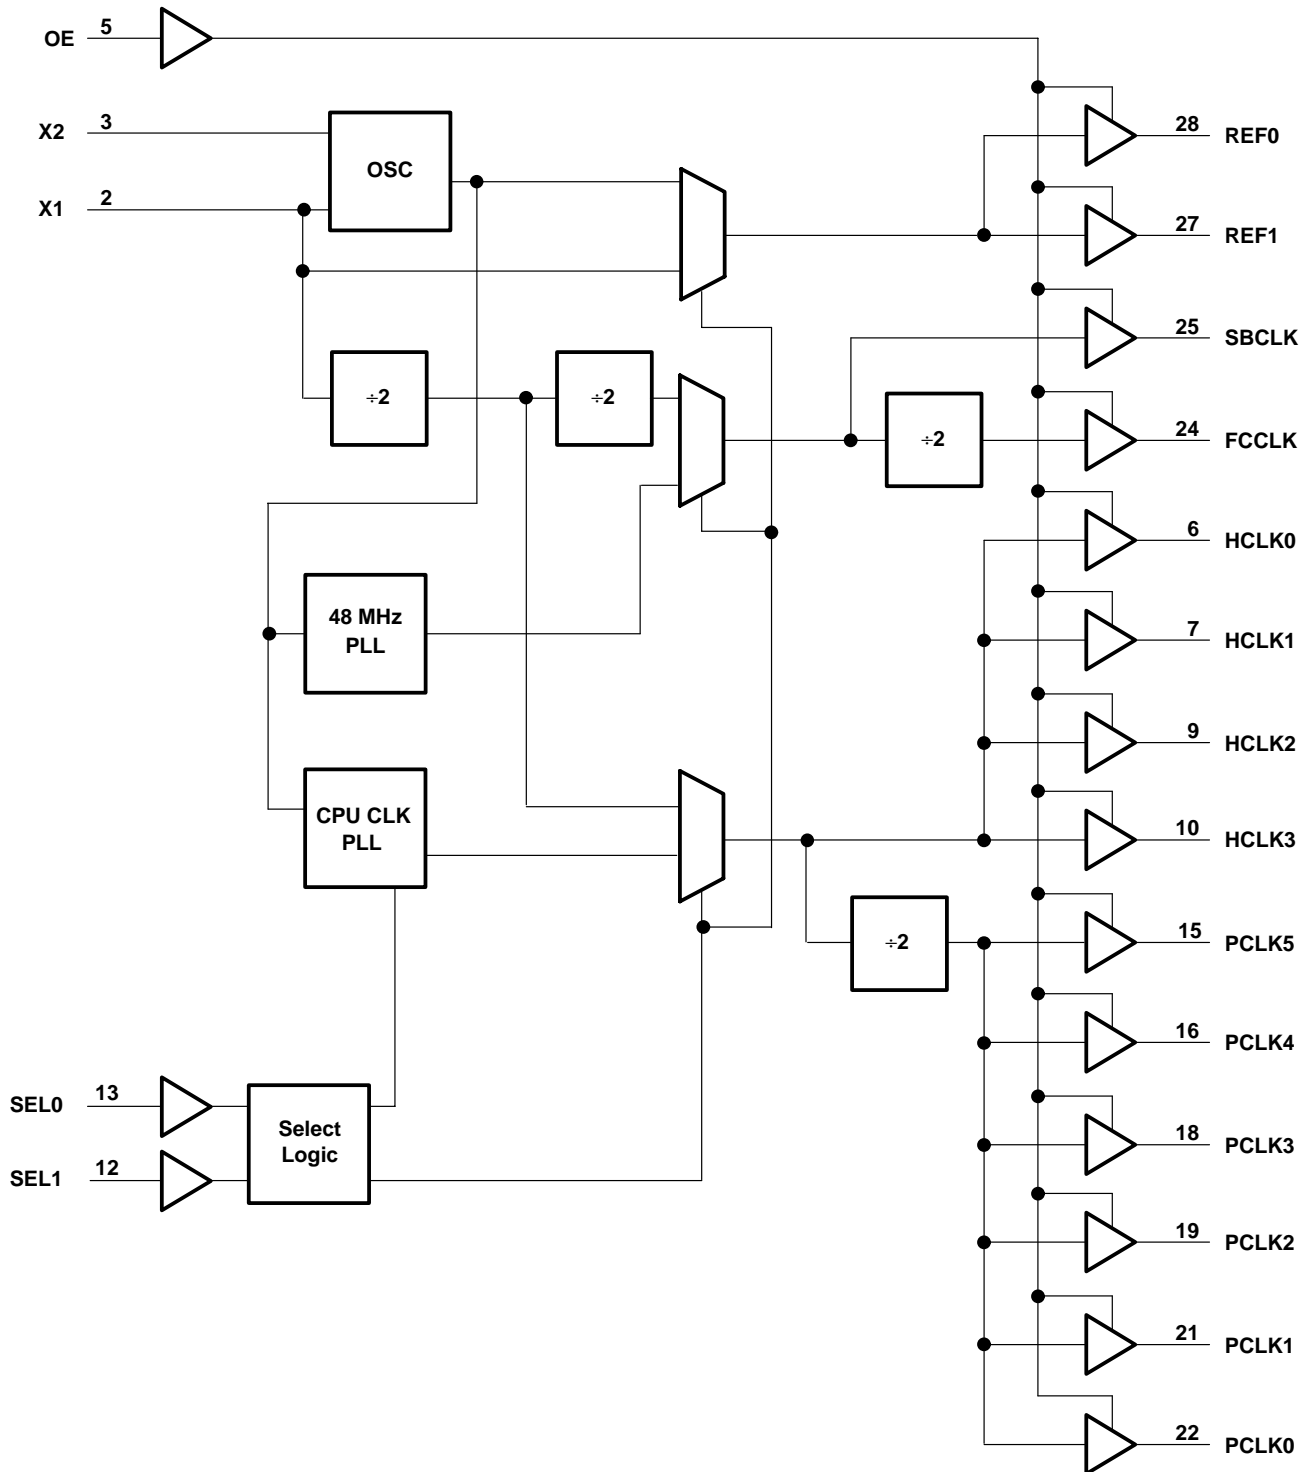 OE 5
X2 3
X1 2
OSC
28 REF0
27 REF1
25 SBCLK
÷2
÷2
÷2
24 FCCLK
6 HCLK0
48 MHz
PLL
7 HCLK1
9 HCLK2
CPU CLK
PLL
10 HCLK3
÷2
15 PCLK5
16 PCLK4
SEL0 13
SEL1 12
Select
Logic
18 PCLK3
19 PCLK2
21 PCLK1
22 PCLK0